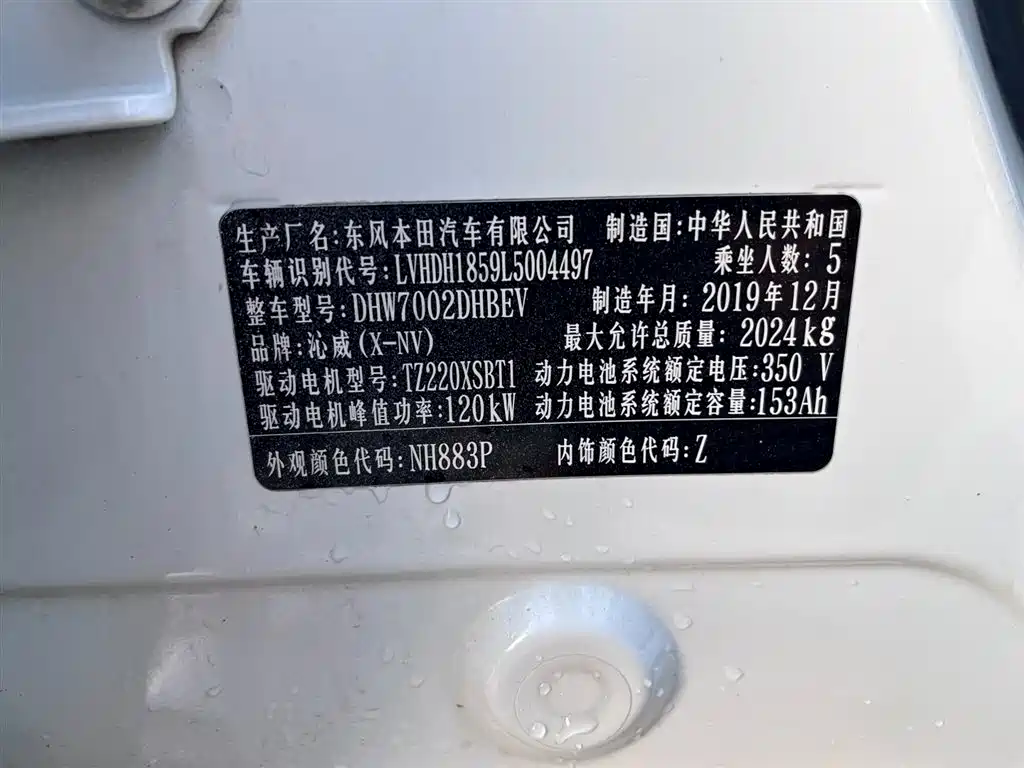 生产厂名:东风本田汽车有限公司 制造国:中华人民共和国
车辆识别代号:LVHDH1859L5004497 乘坐人数:5
整车型号:DHW7002DHBEV 制造年月:2019年12月
品牌:沁威(X-NV) 最大允许总质量:2024kg
驱动电机型号:TZ220XSBT1 动力电池系统额定电压:350 V
驱动电机峰值功率:120kW 动力电池系统额定容量:153Ah
外观颜色代码:NH883P 内饰颜色代码:Z